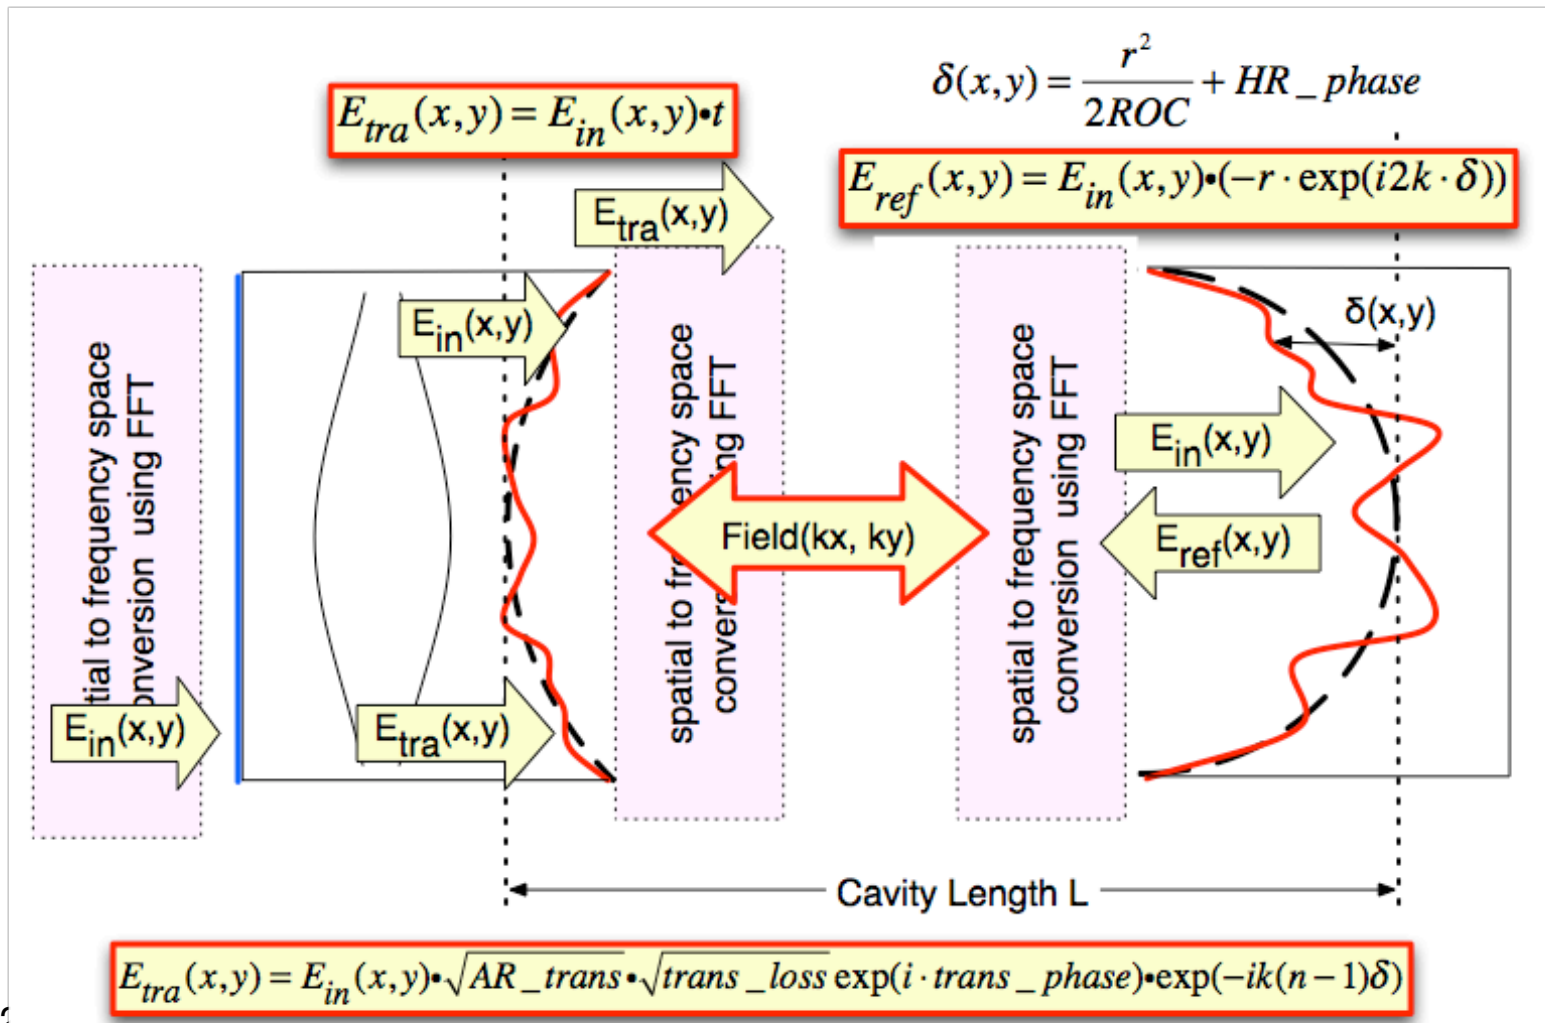 δ(x,y) = r² / 2ROC + HR_phase
E_tra(x,y) = E_in(x,y)•t
E_ref(x,y) = E_in(x,y)•(−r · exp(i2k · δ))
E_tra(x,y)
E_in(x,y)
δ(x,y)
tial to frequency space
onversion using FFT
spatial to frequency space
conversion using FFT
spatial to frequency space
conversion using FFT
E_in(x,y)
Field(kx, ky)
E_ref(x,y)
E_in(x,y)
E_tra(x,y)
Cavity Length L
E_tra(x,y) = E_in(x,y)•√AR_trans•√trans_loss exp(i · trans_phase)•exp(−ik(n−1)δ)